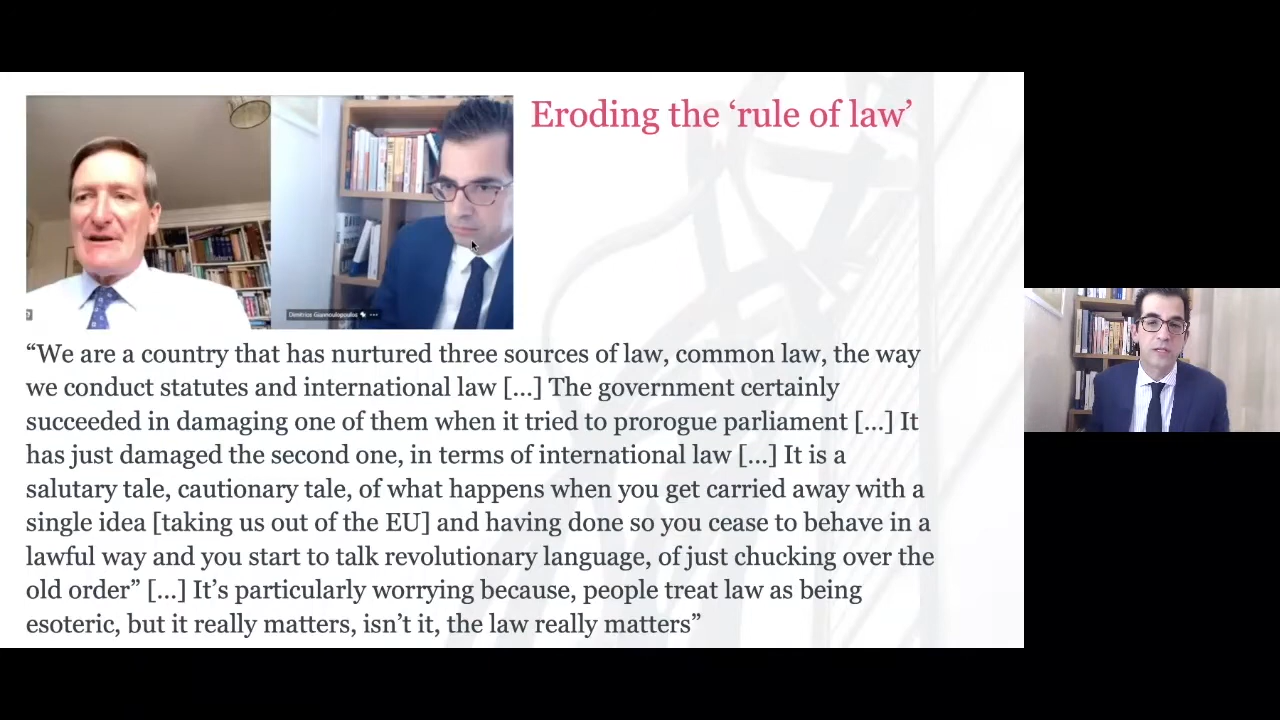 Eroding the ‘rule of law’
Dimitrios Giannoulopoulos
“We are a country that has nurtured three sources of law, common law, the way
we conduct statutes and international law [...] The government certainly
succeeded in damaging one of them when it tried to prorogue parliament [...] It
has just damaged the second one, in terms of international law [...] It is a
salutary tale, cautionary tale, of what happens when you get carried away with a
single idea [taking us out of the EU] and having done so you cease to behave in a
lawful way and you start to talk revolutionary language, of just chucking over the
old order” [...] It’s particularly worrying because, people treat law as being
esoteric, but it really matters, isn’t it, the law really matters”